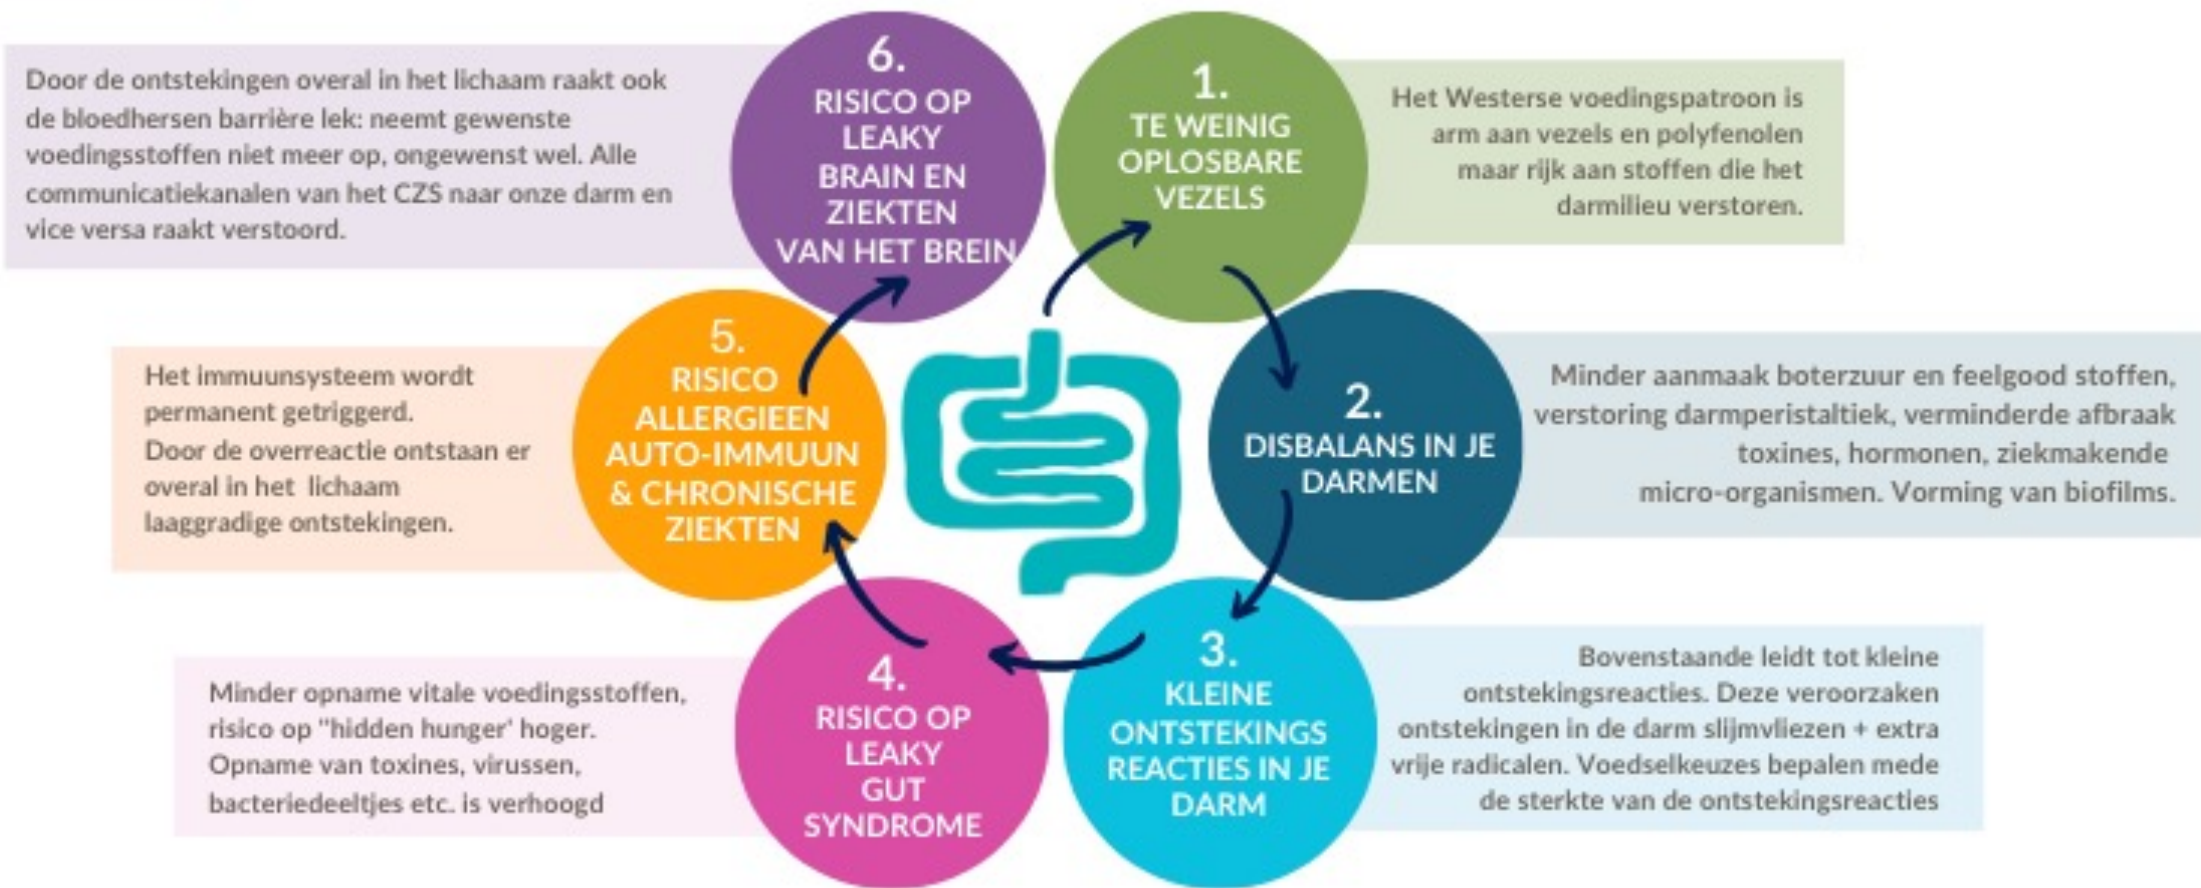 1.
TE WEINIG
OPLOSBARE
VEZELS
Het Westerse voedingspatroon is
arm aan vezels en polyfenolen
maar rijk aan stoffen die het
darmilieu verstoren.
2.
DISBALANS IN JE
DARMEN
Minder aanmaak boterzuur en feelgood stoffen,
verstoring darmperistaltiek, verminderde afbraak
toxines, hormonen, ziekmakende
micro-organismen. Vorming van biofilms.
3.
KLEINE
ONTSTEKINGS
REACTIES IN JE
DARM
Bovenstaande leidt tot kleine
ontstekingsreacties. Deze veroorzaken
ontstekingen in de darm slijmvliezen + extra
vrije radicalen. Voedselkeuzes bepalen mede
de sterkte van de ontstekingsreacties
4.
RISICO OP
LEAKY
GUT
SYNDROME
Minder opname vitale voedingsstoffen,
risico op "hidden hunger' hoger.
Opname van toxines, virussen,
bacteriedeeltjes etc. is verhoogd
5.
RISICO
ALLERGIEEN
AUTO-IMMUUN
& CHRONISCHE
ZIEKTEN
Het immuunsysteem wordt
permanent getriggerd.
Door de overreactie ontstaan er
overal in het lichaam
laaggradige ontstekingen.
6.
RISICO OP
LEAKY
BRAIN EN
ZIEKTEN
VAN HET BREIN
Door de ontstekingen overal in het lichaam raakt ook
de bloedhersen barrière lek: neemt gewenste
voedingsstoffen niet meer op, ongewenst wel. Alle
communicatiekanalen van het CZS naar onze darm en
vice versa raakt verstoord.